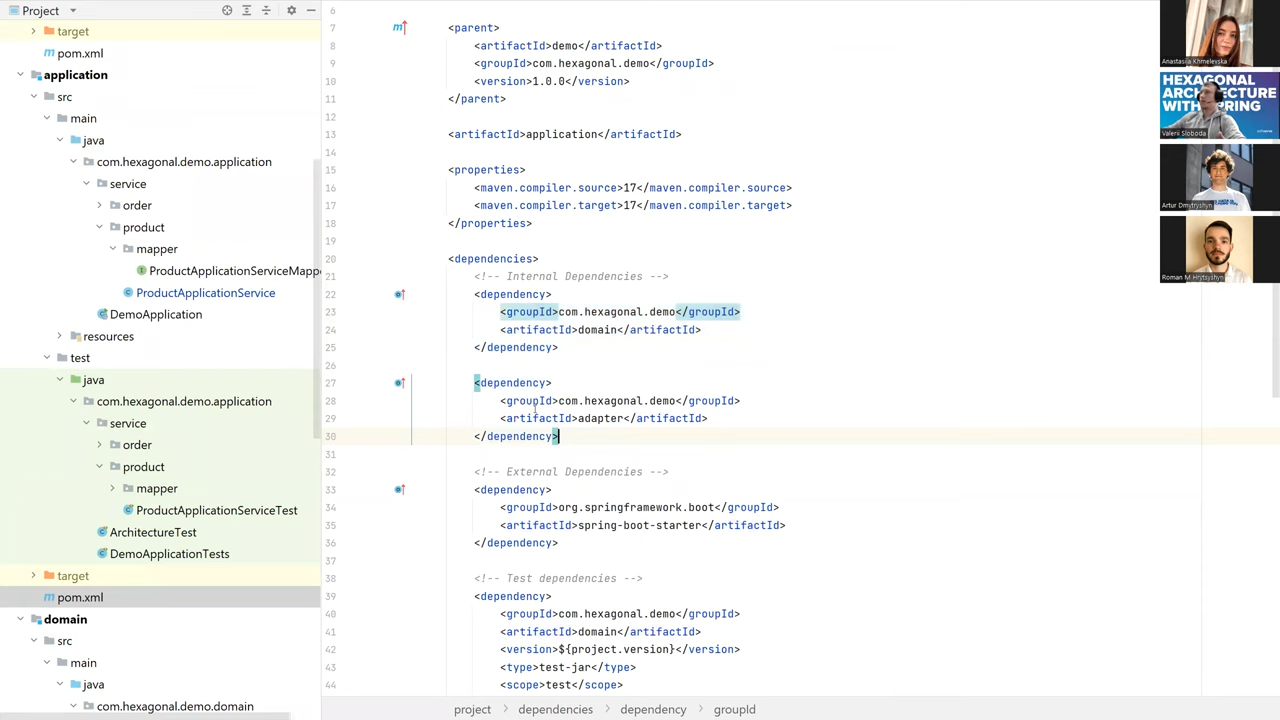 Project
target
pom.xml
application
src
main
java
com.hexagonal.demo.application
service
order
product
mapper
ProductApplicationServiceMapp
ProductApplicationService
DemoApplication
resources
test
java
com.hexagonal.demo.application
service
order
product
mapper
ProductApplicationServiceTest
ArchitectureTest
DemoApplicationTests
target
pom.xml
domain
src
main
java
com.hexagonal.demo.domain
6
7 <parent>
8 <artifactId>demo</artifactId>
9 <groupId>com.hexagonal.demo</groupId>
10 <version>1.0.0</version>
11 </parent>
12
13 <artifactId>application</artifactId>
14
15 <properties>
16 <maven.compiler.source>17</maven.compiler.source>
17 <maven.compiler.target>17</maven.compiler.target>
18 </properties>
19
20 <dependencies>
21 <!-- Internal Dependencies -->
22 <dependency>
23 <groupId>com.hexagonal.demo</groupId>
24 <artifactId>domain</artifactId>
25 </dependency>
26
27 <dependency>
28 <groupId>com.hexagonal.demo</groupId>
29 <artifactId>adapter</artifactId>
30 </dependency>
31
32 <!-- External Dependencies -->
33 <dependency>
34 <groupId>org.springframework.boot</groupId>
35 <artifactId>spring-boot-starter</artifactId>
36 </dependency>
37
38 <!-- Test dependencies -->
39 <dependency>
40 <groupId>com.hexagonal.demo</groupId>
41 <artifactId>domain</artifactId>
42 <version>${project.version}</version>
43 <type>test-jar</type>
44 <scope>test</scope>
project > dependencies > dependency > groupId
Anastasiia Khmelevska
HEXAGONAL
ARCHITECTURE
WITH SPRING
Valerii Sloboda
Artur Dmytryshyn
Roman M Hrytsyshyn